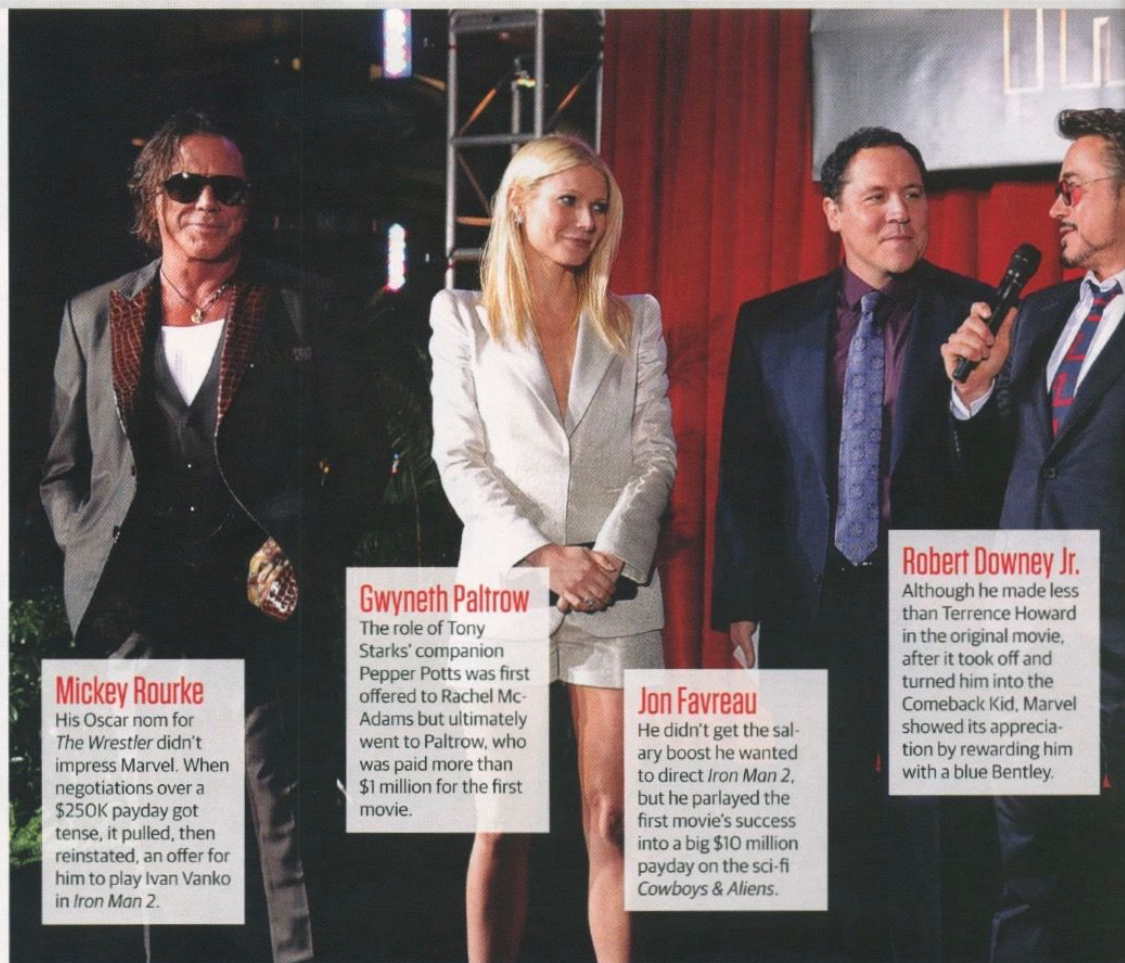 Mickey Rourke
His Oscar nom for
The Wrestler didn't
impress Marvel. When
negotiations over a
$250K payday got
tense, it pulled, then
reinstated, an offer for
him to play Ivan Vanko
in Iron Man 2.
Gwyneth Paltrow
The role of Tony
Starks' companion
Pepper Potts was first
offered to Rachel Mc-
Adams but ultimately
went to Paltrow, who
was paid more than
$1 million for the first
movie.
Jon Favreau
He didn't get the sal-
ary boost he wanted
to direct Iron Man 2,
but he parlayed the
first movie's success
into a big $10 million
payday on the sci-fi
Cowboys & Aliens.
Robert Downey Jr.
Although he made less
than Terrence Howard
in the original movie,
after it took off and
turned him into the
Comeback Kid, Marvel
showed its apprecia-
tion by rewarding him
with a blue Bentley.